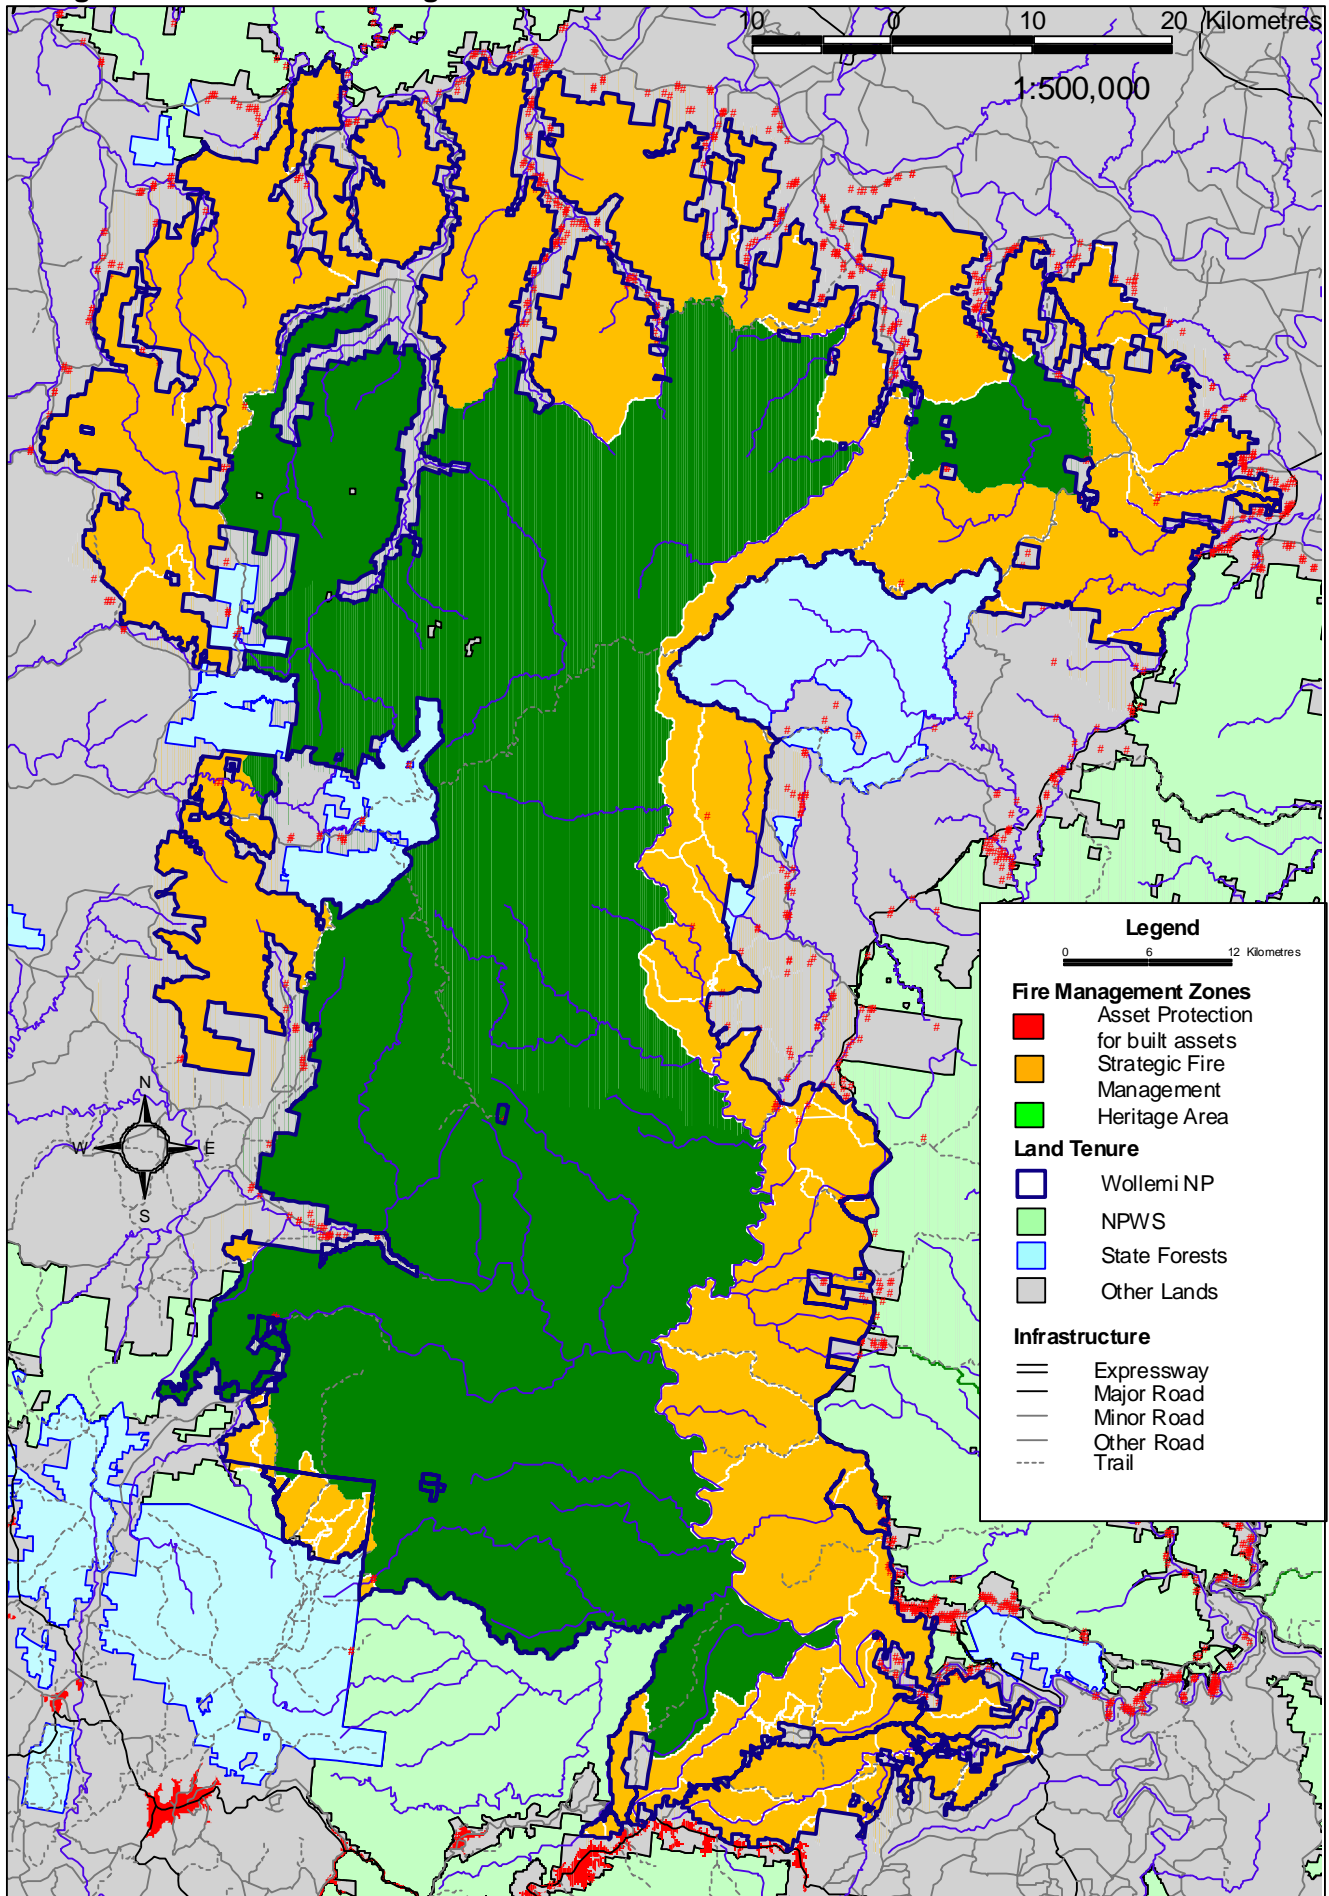 10 0 10 20 Kilometres
1:500,000
N
W E
S
Legend
0 6 12 Kilometres
Fire Management Zones
Asset Protection
for built assets
Strategic Fire
Management
Heritage Area
Land Tenure
Wollemi NP
NPWS
State Forests
Other Lands
Infrastructure
Expressway
Major Road
Minor Road
Other Road
Trail